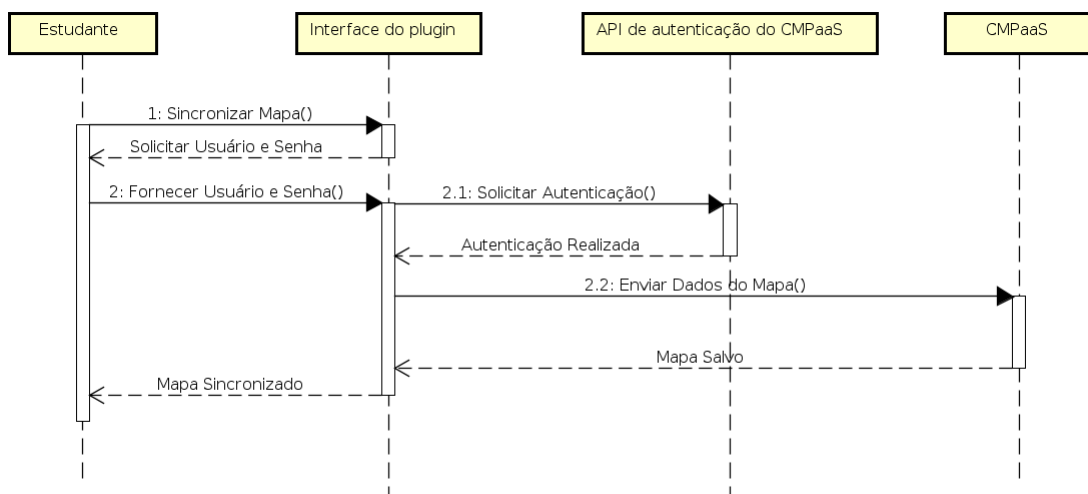 Estudante
Interface do plugin
API de autenticação do CMPaaS
CMPaaS
1: Sincronizar Mapa()
Solicitar Usuário e Senha
2: Fornecer Usuário e Senha()
2.1: Solicitar Autenticação()
Autenticação Realizada
2.2: Enviar Dados do Mapa()
Mapa Salvo
Mapa Sincronizado